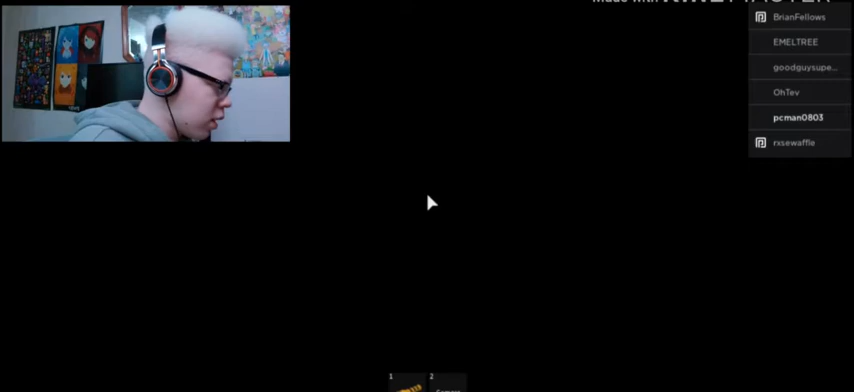 BrianFellows
EMELTREE
goodguysupe...
OhTev
pcman0803
rxsewaffle
1
2